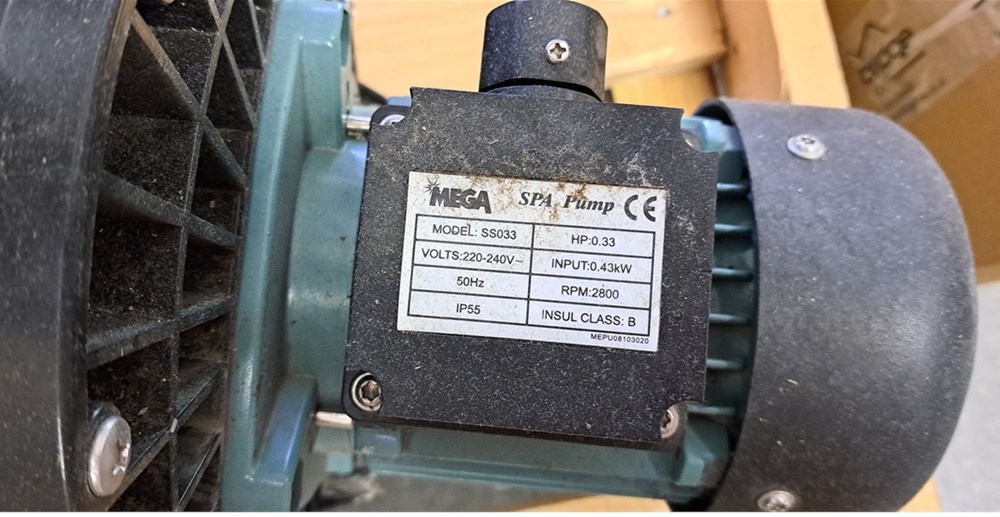 MEGA SPA Pump CE
MODEL: SS033 HP:0.33
VOLTS:220-240V~ INPUT:0.43kW
50Hz RPM:2800
IP55 INSUL CLASS: B
MEPU08103020